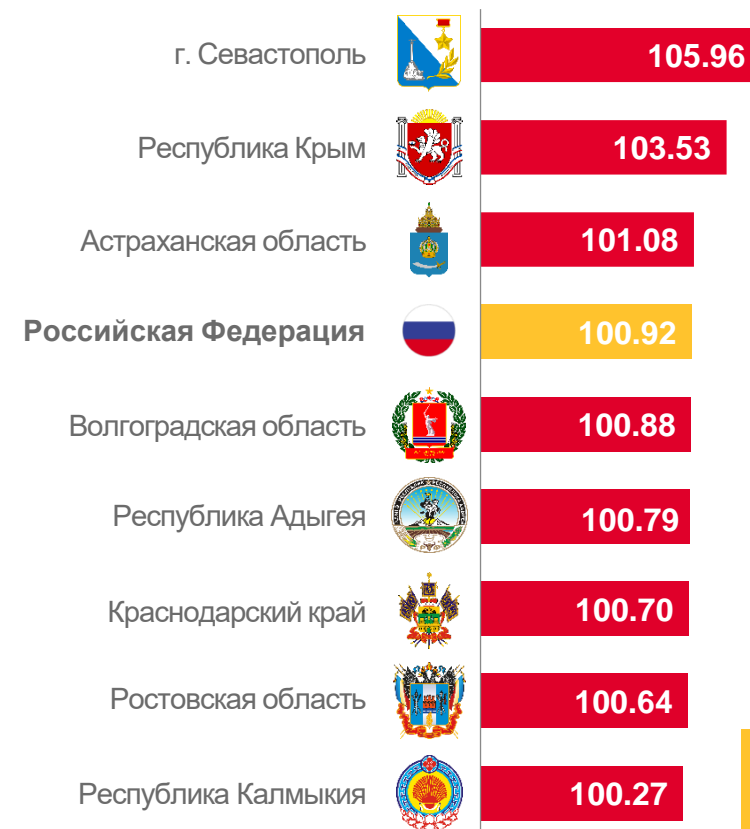 г. Севастополь 105.96
Республика Крым 103.53
Астраханская область 101.08
Российская Федерация 100.92
Волгоградская область 100.88
Республика Адыгея 100.79
Краснодарский край 100.70
Ростовская область 100.64
Республика Калмыкия 100.27